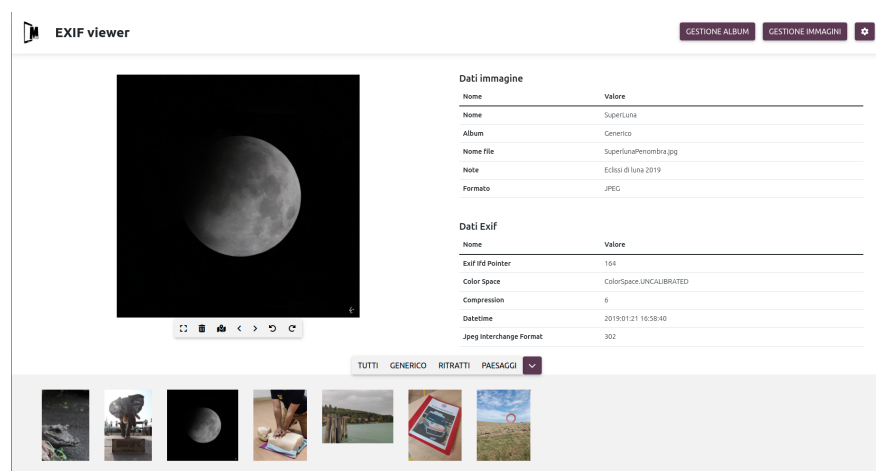 EXIF viewer
GESTIONE ALBUM
GESTIONE IMMAGINI
Dati immagine
Nome Valore
Nome SuperLuna
Album Generico
Nome file SuperlunaPenombra.jpg
Note Eclissi di luna 2019
Formato JPEG
Dati Exif
Nome Valore
Exif Ifd Pointer 164
Color Space ColorSpace.UNCALIBRATED
Compression 6
Datetime 2019:01:21 16:58:40
Jpeg Interchange Format 302
TUTTI GENERICO RITRATTI PAESAGGI